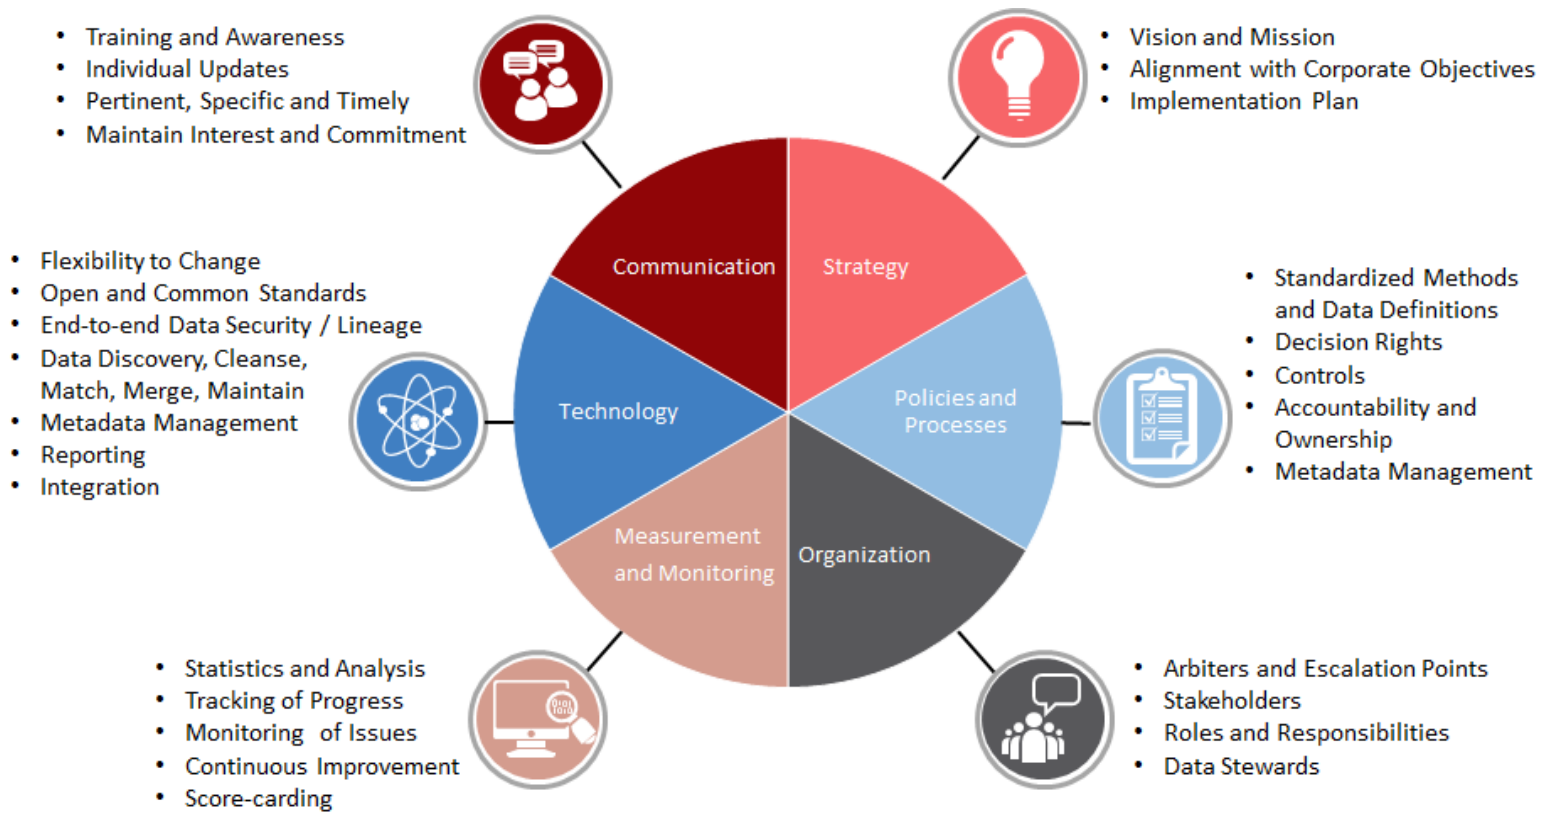 • Training and Awareness
• Individual Updates
• Pertinent, Specific and Timely
• Maintain Interest and Commitment
• Vision and Mission
• Alignment with Corporate Objectives
• Implementation Plan
Communication
Strategy
• Flexibility to Change
• Open and Common Standards
• End-to-end Data Security / Lineage
• Data Discovery, Cleanse,
Match, Merge, Maintain
• Metadata Management
• Reporting
• Integration
Technology
Policies and
Processes
• Standardized Methods
and Data Definitions
• Decision Rights
• Controls
• Accountability and
Ownership
• Metadata Management
Measurement
and Monitoring
Organization
• Statistics and Analysis
• Tracking of Progress
• Monitoring of Issues
• Continuous Improvement
• Score-carding
0101
1010
• Arbiters and Escalation Points
• Stakeholders
• Roles and Responsibilities
• Data Stewards